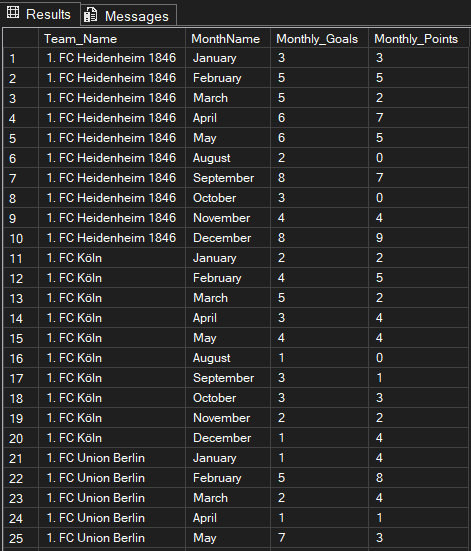 Results Messages
Team_Name MonthName Monthly_Goals Monthly_Points
1 1. FC Heidenheim 1846 January 3 3
2 1. FC Heidenheim 1846 February 5 5
3 1. FC Heidenheim 1846 March 5 2
4 1. FC Heidenheim 1846 April 6 7
5 1. FC Heidenheim 1846 May 6 5
6 1. FC Heidenheim 1846 August 2 0
7 1. FC Heidenheim 1846 September 8 7
8 1. FC Heidenheim 1846 October 3 0
9 1. FC Heidenheim 1846 November 4 4
10 1. FC Heidenheim 1846 December 8 9
11 1. FC Köln January 2 2
12 1. FC Köln February 4 5
13 1. FC Köln March 5 2
14 1. FC Köln April 3 4
15 1. FC Köln May 4 4
16 1. FC Köln August 1 0
17 1. FC Köln September 3 1
18 1. FC Köln October 3 3
19 1. FC Köln November 2 2
20 1. FC Köln December 1 4
21 1. FC Union Berlin January 1 4
22 1. FC Union Berlin February 5 8
23 1. FC Union Berlin March 2 4
24 1. FC Union Berlin April 1 1
25 1. FC Union Berlin May 7 3